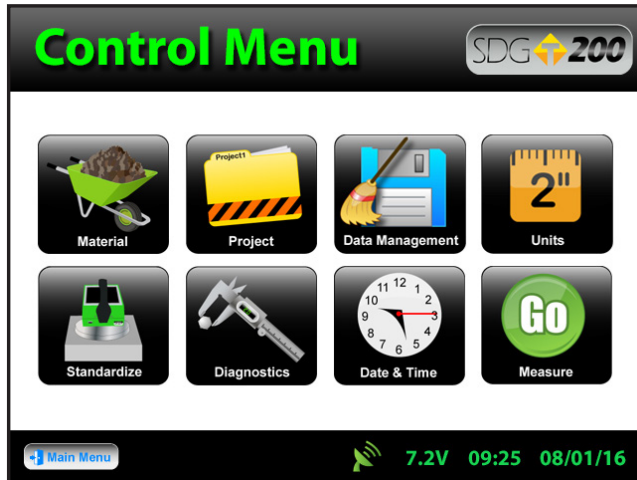 Control Menu
SDG T 200
Project1
2"
Material
Project
Data Management
Units
12
11
1
10
2
9
3
8
4
7
5
6
Go
Standardize
Diagnostics
Date & Time
Measure
Main Menu
7.2V 09:25 08/01/16